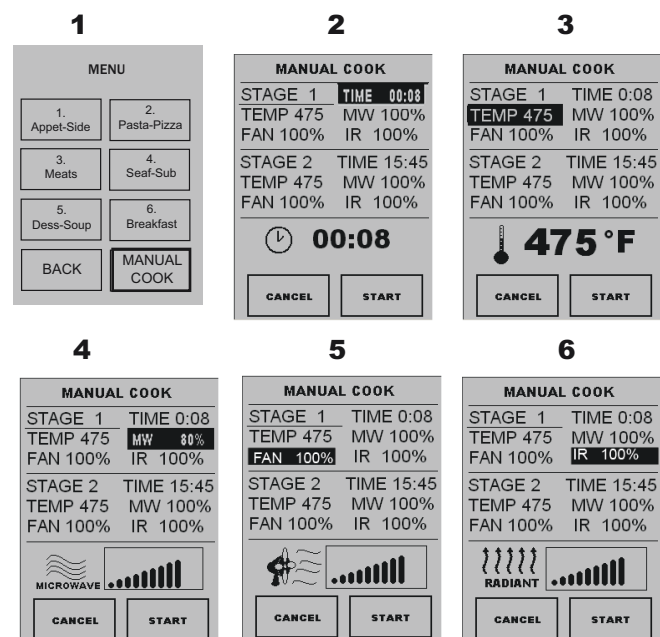 1
MENU
1.
Appet-Side
2.
Pasta-Pizza
3.
Meats
4.
Seaf-Sub
5.
Dess-Soup
6.
Breakfast
BACK
MANUAL
COOK
2
MANUAL COOK
STAGE 1 TIME 00:08
TEMP 475 MW 100%
FAN 100% IR 100%
STAGE 2 TIME 15:45
TEMP 475 MW 100%
FAN 100% IR 100%
00:08
CANCEL START
3
MANUAL COOK
STAGE 1 TIME 0:08
TEMP 475 MW 100%
FAN 100% IR 100%
STAGE 2 TIME 15:45
TEMP 475 MW 100%
FAN 100% IR 100%
475°F
CANCEL START
4
MANUAL COOK
STAGE 1 TIME 0:08
TEMP 475 MW 80%
FAN 100% IR 100%
STAGE 2 TIME 15:45
TEMP 475 MW 100%
FAN 100% IR 100%
MICROWAVE
CANCEL START
5
MANUAL COOK
STAGE 1 TIME 0:08
TEMP 475 MW 100%
FAN 100% IR 100%
STAGE 2 TIME 15:45
TEMP 475 MW 100%
FAN 100% IR 100%
CANCEL START
6
MANUAL COOK
STAGE 1 TIME 0:08
TEMP 475 MW 100%
FAN 100% IR 100%
STAGE 2 TIME 15:45
TEMP 475 MW 100%
FAN 100% IR 100%
RADIANT
CANCEL START